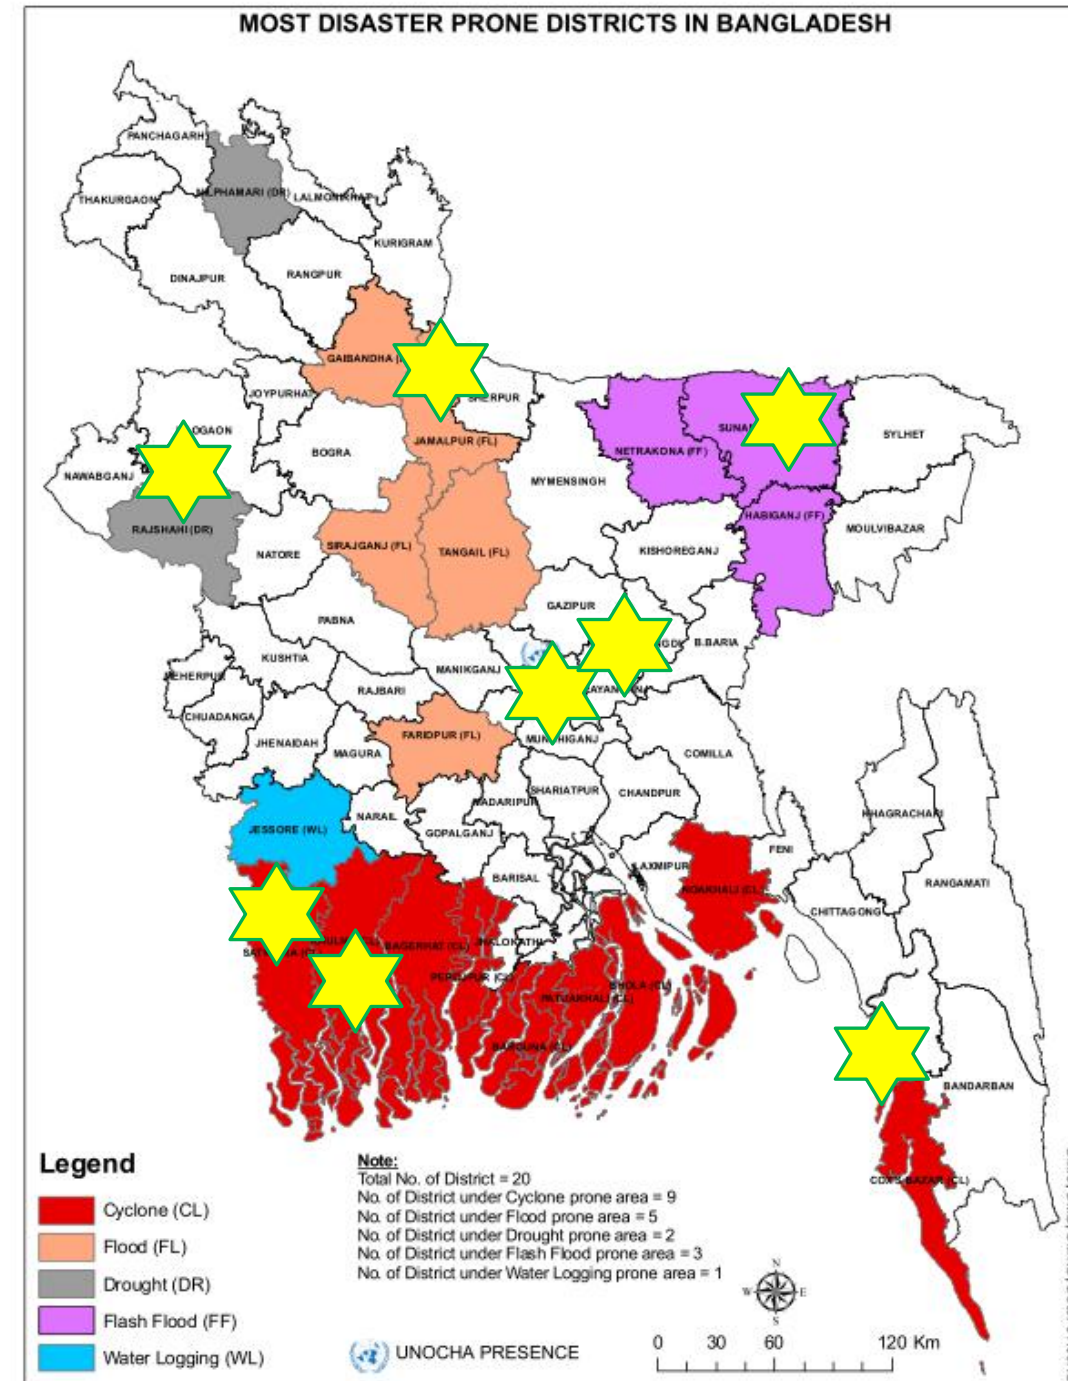 MOST DISASTER PRONE DISTRICTS IN BANGLADESH
PANCHAGARH
THAKURGAON
LALMONIRHAT
KURIGRAM
DINAJPUR
RANGPUR
GAIBANDHA
JOYPURHAT
SHERPUR
BOGRA
JAMALPUR (FL)
NETRAKONA (FF)
SYLHET
NAWABGANJ
MYMENSINGH
RAJSHAHI (DR)
HABIGANJ (FF)
MOULVIBAZAR
NATORE
SIRAJGANJ (FL)
TANGAIL (FL)
KISHOREGANJ
GAZIPUR
PABNA
B.BARIA
KUSHTIA
MANIKGANJ
RAJBARI
CHUADANGA
JHENAIDAH
MAGURA
FARIDPUR (FL)
COMILLA
SHARIATPUR
CHANDPUR
NARAIL
GOPALGANJ
JESSORE (WL)
FENI
BARISAL
NOAKHALI (CL)
RANGAMATI
CHITTAGONG
BAGERHAT (CL)
PATUAKHALI (CL)
BHOLA (CL)
BARGUNA (CL)
BANDARBAN
COX'S BAZAR (CL)
Legend
Cyclone (CL)
Flood (FL)
Drought (DR)
Flash Flood (FF)
Water Logging (WL)
Note:
Total No. of District = 20
No. of District under Cyclone prone area = 9
No. of District under Flood prone area = 5
No. of District under Drought prone area = 2
No. of District under Flash Flood prone area = 3
No. of District under Water Logging prone area = 1
UNOCHA PRESENCE
N
W E
S
0 30 60 120 Km